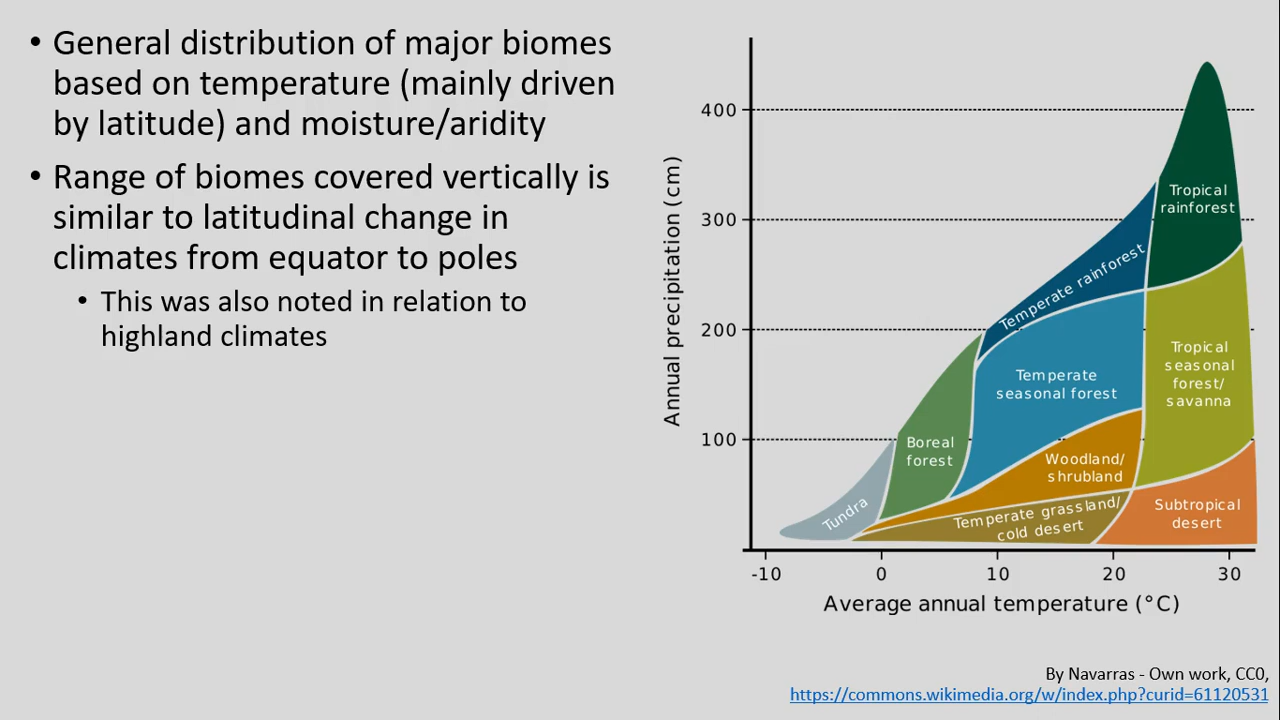 • General distribution of major biomes
based on temperature (mainly driven
by latitude) and moisture/aridity
• Range of biomes covered vertically is
similar to latitudinal change in
climates from equator to poles
• This was also noted in relation to
highland climates
Annual precipitation (cm)
400
300
200
100
Tropical
rainforest
Temperate rainforest
Tropical
seasonal
forest/
savanna
Temperate
seasonal forest
Boreal
forest
Woodland/
shrubland
Tundra
Temperate grassland/
cold desert
Subtropical
desert
-10 0 10 20 30
Average annual temperature (°C)
By Navarras - Own work, CC0,
https://commons.wikimedia.org/w/index.php?curid=61120531